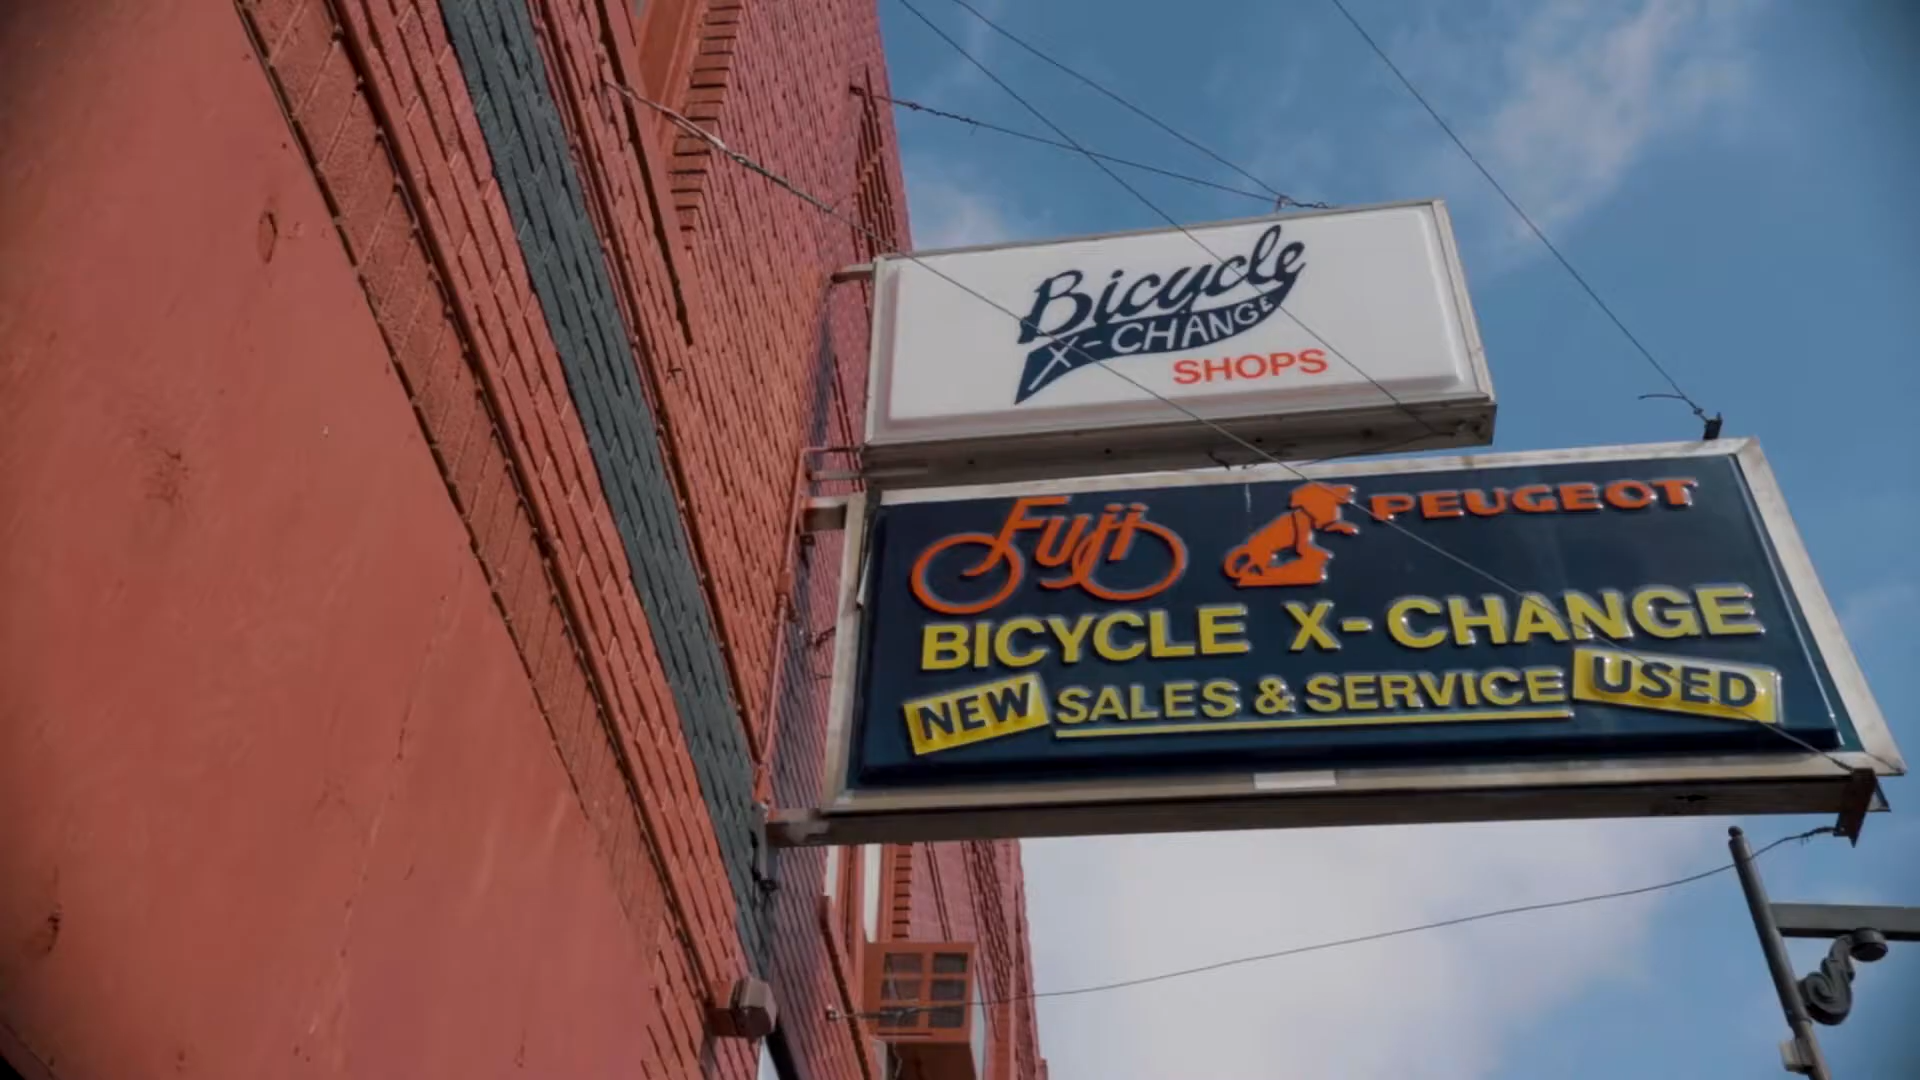 Bicycle
X-CHANGE
SHOPS
Fuji PEUGEOT
BICYCLE X-CHANGE
NEW SALES & SERVICE USED